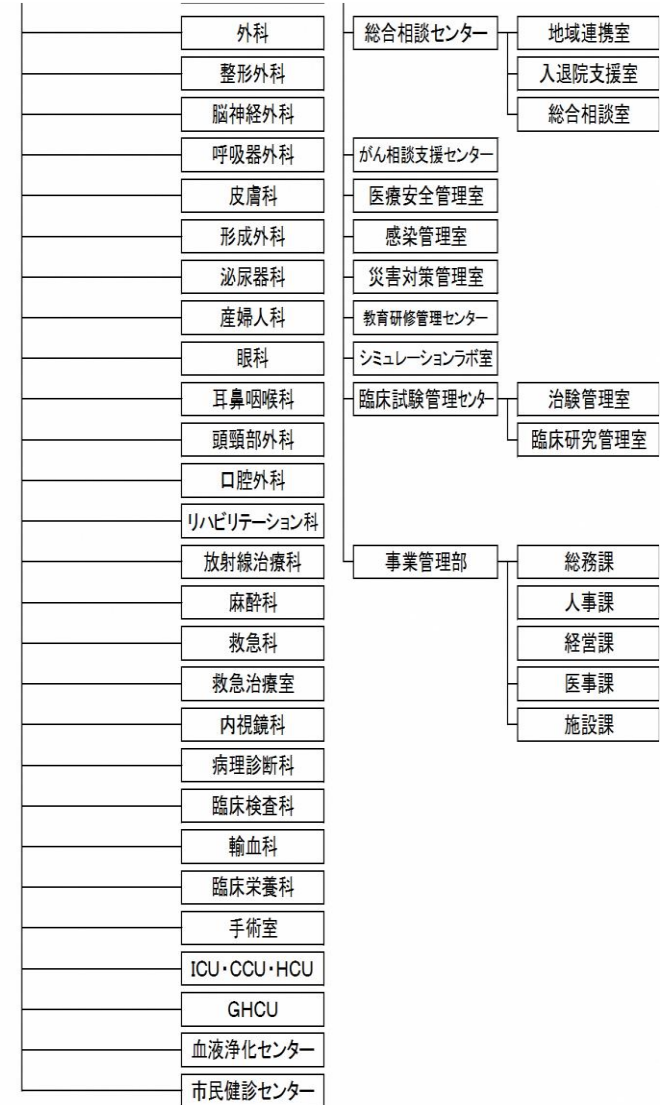 外科
整形外科
脳神経外科
呼吸器外科
皮膚科
形成外科
泌尿器科
産婦人科
眼科
耳鼻咽喉科
頭頸部外科
口腔外科
リハビリテーション科
放射線治療科
麻酔科
救急科
救急治療室
内視鏡科
病理診断科
臨床検査科
輸血科
臨床栄養科
手術室
ICU・CCU・HCU
GHCU
血液浄化センター
市民健診センター
総合相談センター
地域連携室
入退院支援室
総合相談室
がん相談支援センター
医療安全管理室
感染管理室
災害対策管理室
教育研修管理センター
シミュレーションラボ室
臨床試験管理センター
治験管理室
臨床研究管理室
事業管理部
総務課
人事課
経営課
医事課
施設課